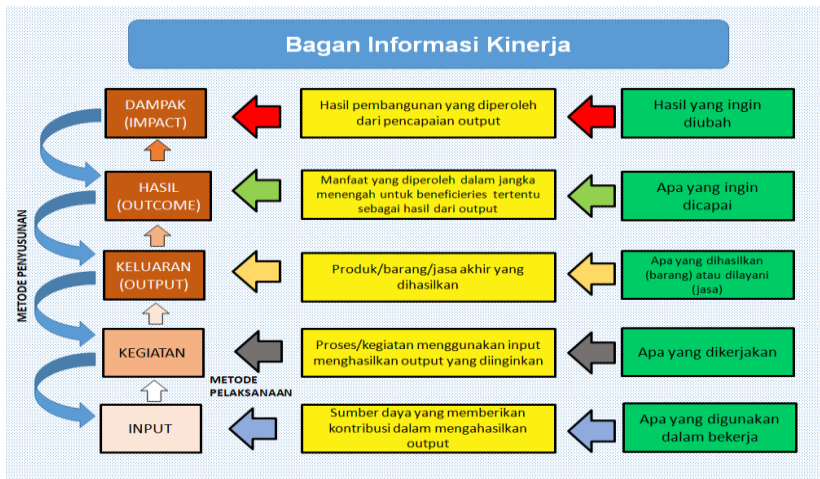 Bagan Informasi Kinerja
DAMPAK
(IMPACT)
Hasil pembangunan yang diperoleh
dari pencapaian output
Hasil yang ingin
diubah
HASIL
(OUTCOME)
Manfaat yang diperoleh dalam jangka
menengah untuk beneficieries tertentu
sebagai hasil dari output
Apa yang ingin
dicapai
METODE PENYUSUNAN
KELUARAN
(OUTPUT)
Produk/barang/jasa akhir yang
dihasilkan
Apa yang dihasilkan
(barang) atau dilayani
(jasa)
KEGIATAN
Proses/kegiatan menggunakan input
menghasilkan output yang diinginkan
Apa yang dikerjakan
METODE
PELAKSANAAN
INPUT
Sumber daya yang memberikan
kontribusi dalam mengahasilkan
output
Apa yang digunakan
dalam bekerja